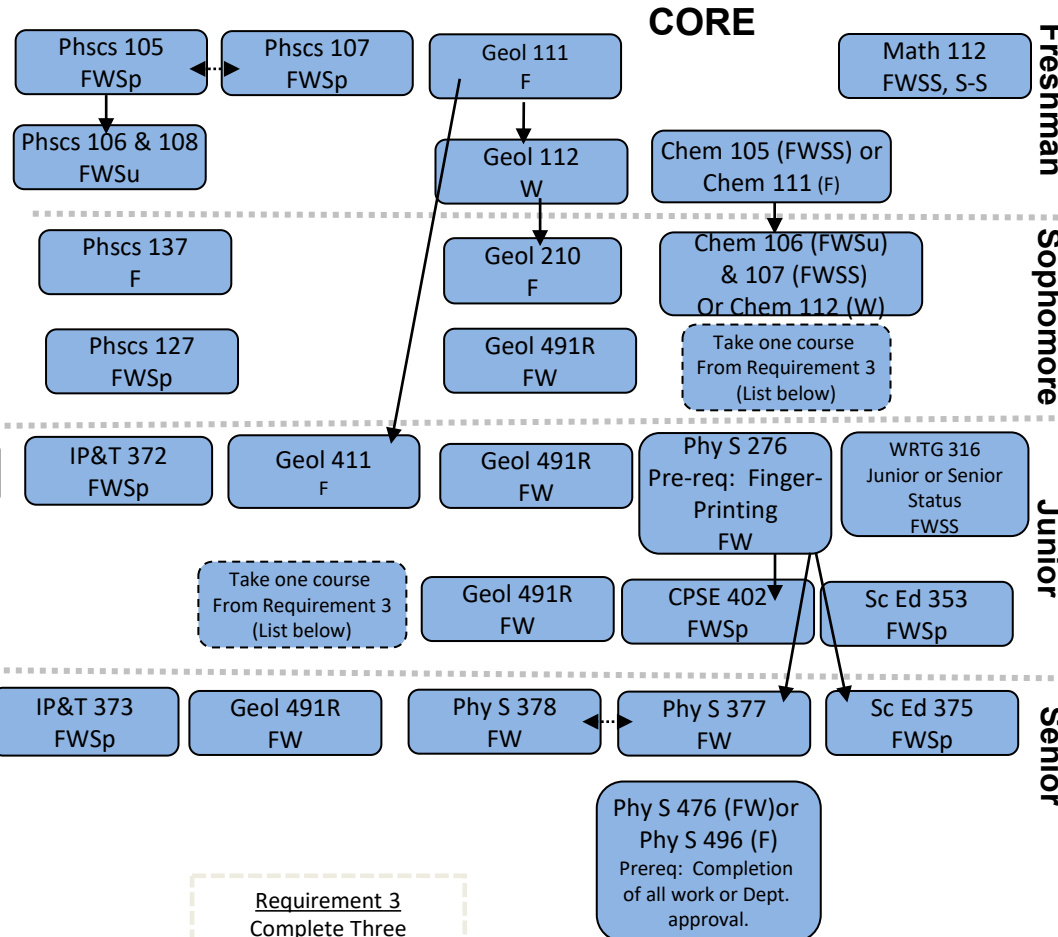 CORE
Freshman
Phscs 105
FWSp
Phscs 107
FWSp
Geol 111
F
Math 112
FWSS, S-S
Phscs 106 & 108
FWSu
Geol 112
W
Chem 105 (FWSS) or
Chem 111 (F)
Sophomore
Phscs 137
F
Geol 210
F
Chem 106 (FWSu)
& 107 (FWSS)
Or Chem 112 (W)
Phscs 127
FWSp
Geol 491R
FW
Take one course
From Requirement 3
(List below)
Junior
IP&T 372
FWSp
Geol 411
F
Geol 491R
FW
Phy S 276
Pre-req: Finger-
Printing
FW
WRTG 316
Junior or Senior
Status
FWSS
Take one course
From Requirement 3
(List below)
Geol 491R
FW
CPSE 402
FWSp
Sc Ed 353
FWSp
Senior
IP&T 373
FWSp
Geol 491R
FW
Phy S 378
FW
Phy S 377
FW
Sc Ed 375
FWSp
Phy S 476 (FW)or
Phy S 496 (F)
Prereq: Completion
of all work or Dept.
approval.
Requirement 3
Complete Three